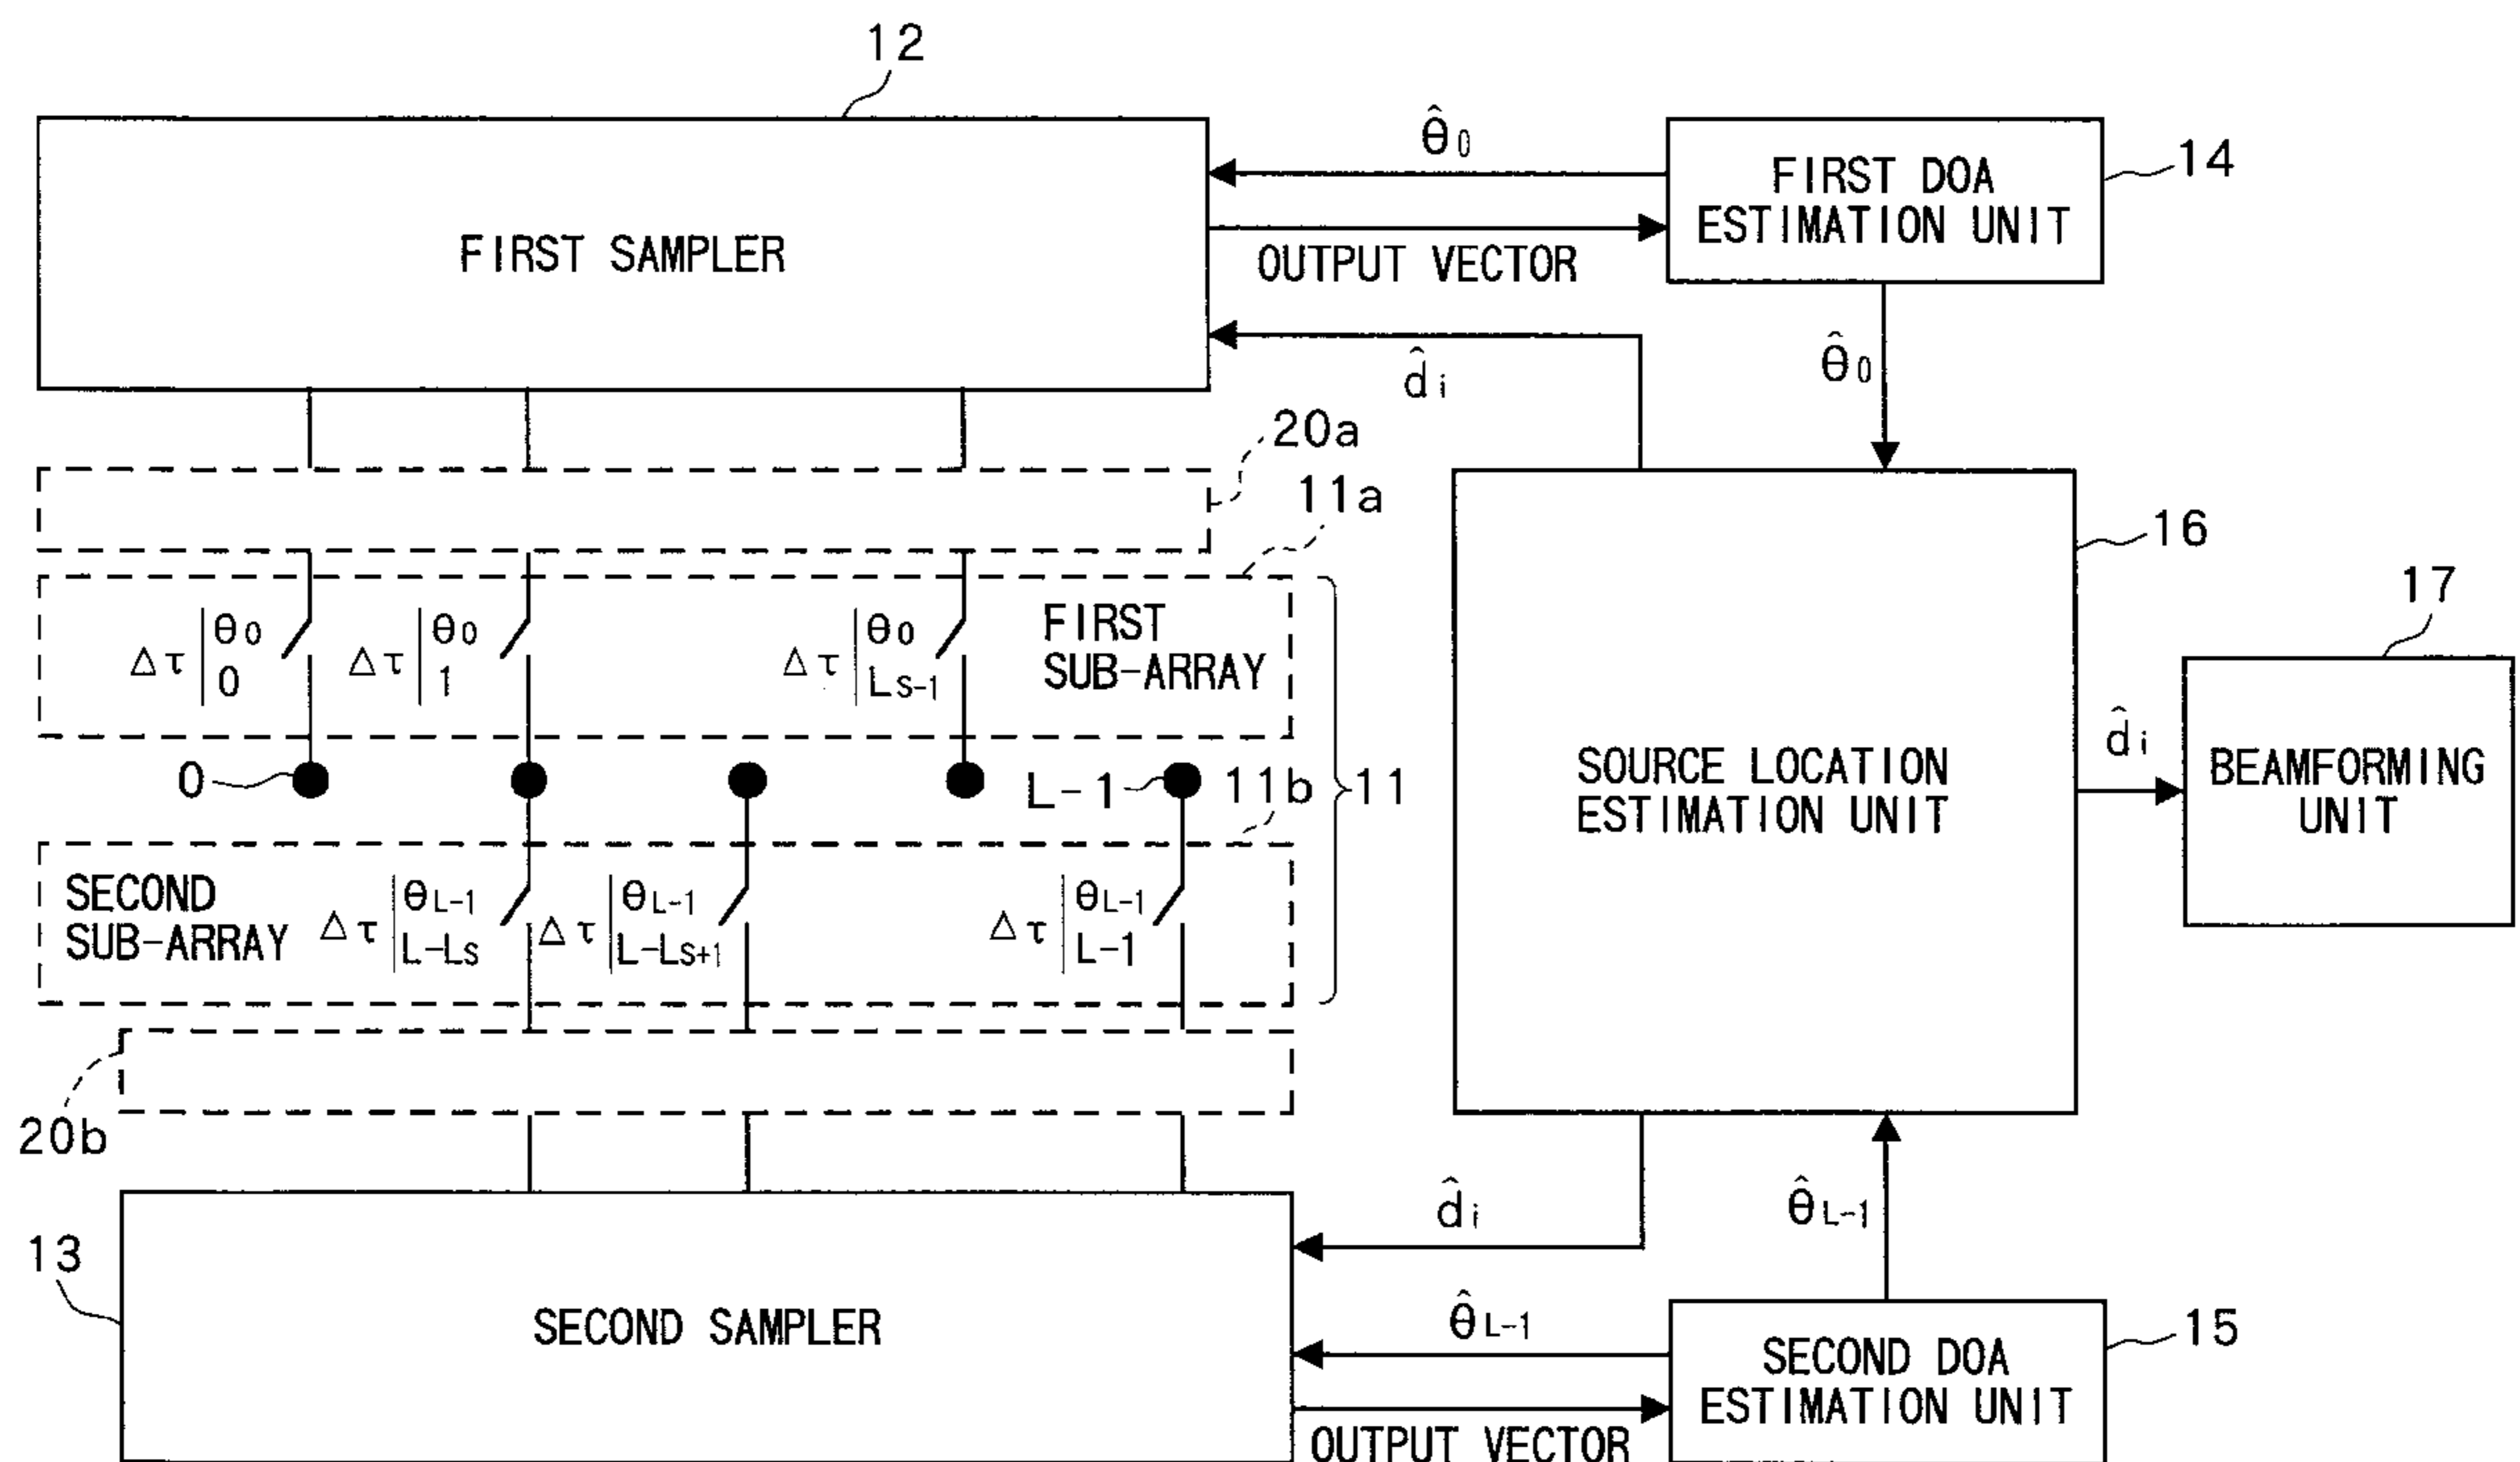 12
θ̂0
FIRST DOA
ESTIMATION UNIT
14
FIRST SAMPLER
OUTPUT VECTOR
d̂i
θ̂0
20a
11a
16
Δτ|θ0 0
Δτ|θ0 1
Δτ|θ0 LS-1
FIRST
SUB-ARRAY
17
0
L-1
11b
11
SOURCE LOCATION
ESTIMATION UNIT
d̂i
BEAMFORMING
UNIT
SECOND
SUB-ARRAY
Δτ|θL-1 L-LS
Δτ|θL-1 L-LS+1
Δτ|θL-1 L-1
20b
d̂i
θ̂L-1
13
SECOND SAMPLER
θ̂L-1
SECOND DOA
ESTIMATION UNIT
15
OUTPUT VECTOR